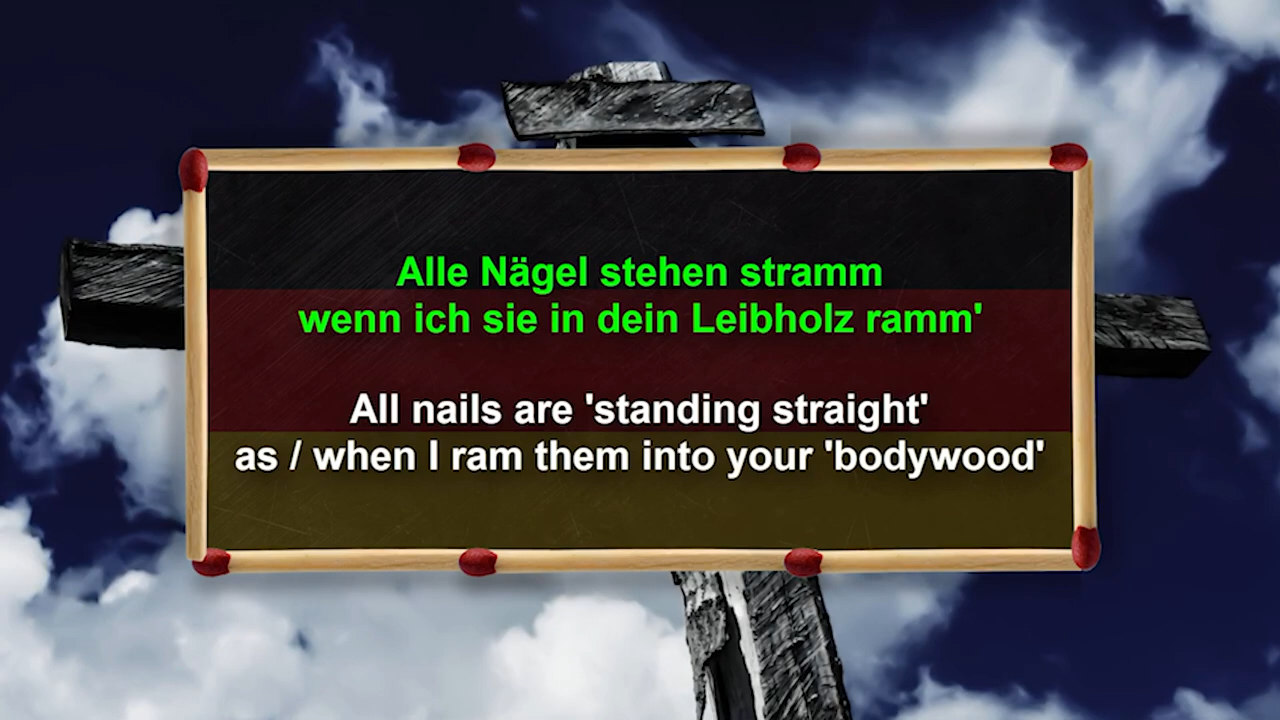 Alle Nägel stehen stramm
wenn ich sie in dein Leibholz ramm'
All nails are 'standing straight'
as / when I ram them into your 'bodywood'